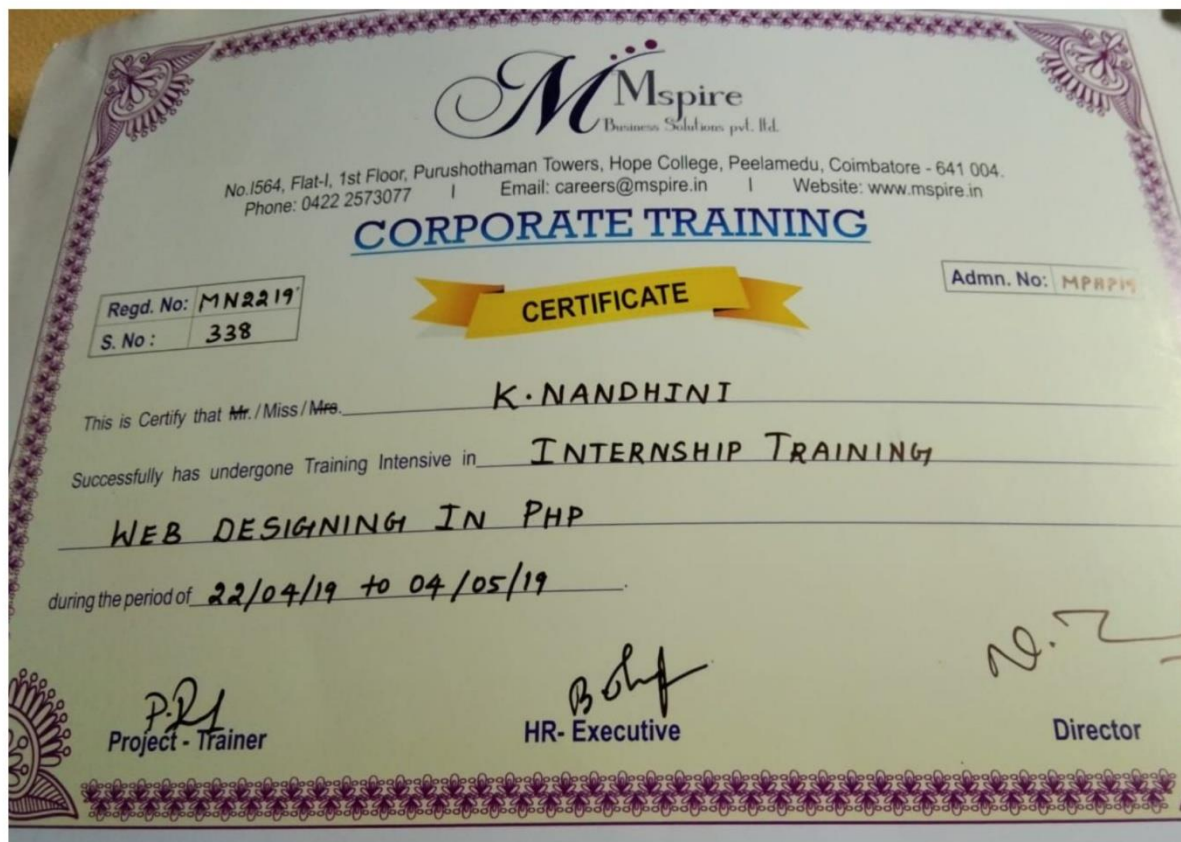 Mspire
Business Solutions pvt. ltd.
No.I564, Flat-I, 1st Floor, Purushothaman Towers, Hope College, Peelamedu, Coimbatore - 641 004.
Phone: 0422 2573077 | Email: careers@mspire.in | Website: www.mspire.in
CORPORATE TRAINING
CERTIFICATE
Admn. No:
Regd. No: MN2219
S. No : 338
This is Certify that Mr. / Miss / Mrs. K. NANDHINI
Successfully has undergone Training Intensive in INTERNSHIP TRAINING
WEB DESIGNING IN PHP
during the period of 22/04/19 to 04/05/19 .
Project - Trainer
HR- Executive
Director